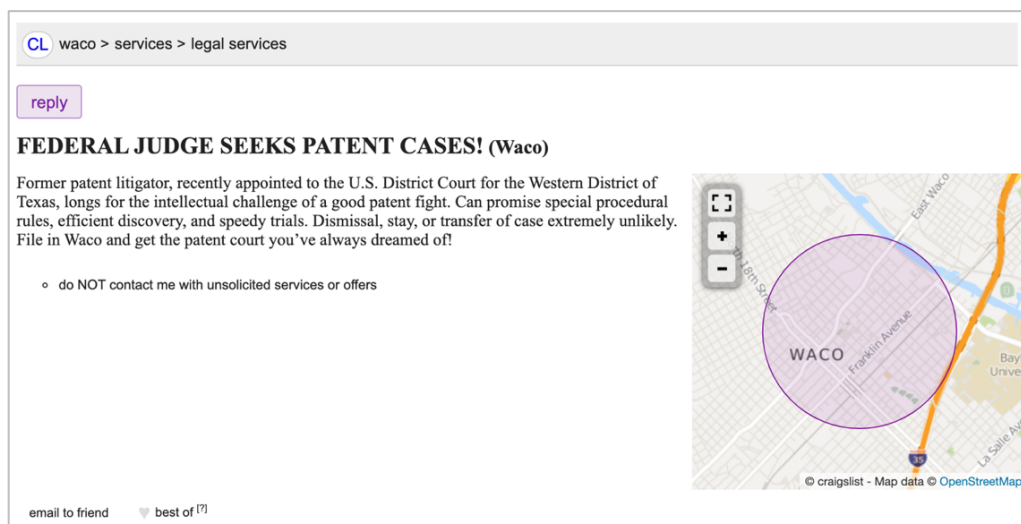 CL waco > services > legal services
reply
FEDERAL JUDGE SEEKS PATENT CASES! (Waco)
Former patent litigator, recently appointed to the U.S. District Court for the Western District of
Texas, longs for the intellectual challenge of a good patent fight. Can promise special procedural
rules, efficient discovery, and speedy trials. Dismissal, stay, or transfer of case extremely unlikely.
File in Waco and get the patent court you’ve always dreamed of!
do NOT contact me with unsolicited services or offers
East Waco
+
−
18th Street
WACO
Franklin Avenue
Bay
Unive
La Salle Av
35
© craigslist - Map data © OpenStreetMap
email to friend
best of [?]